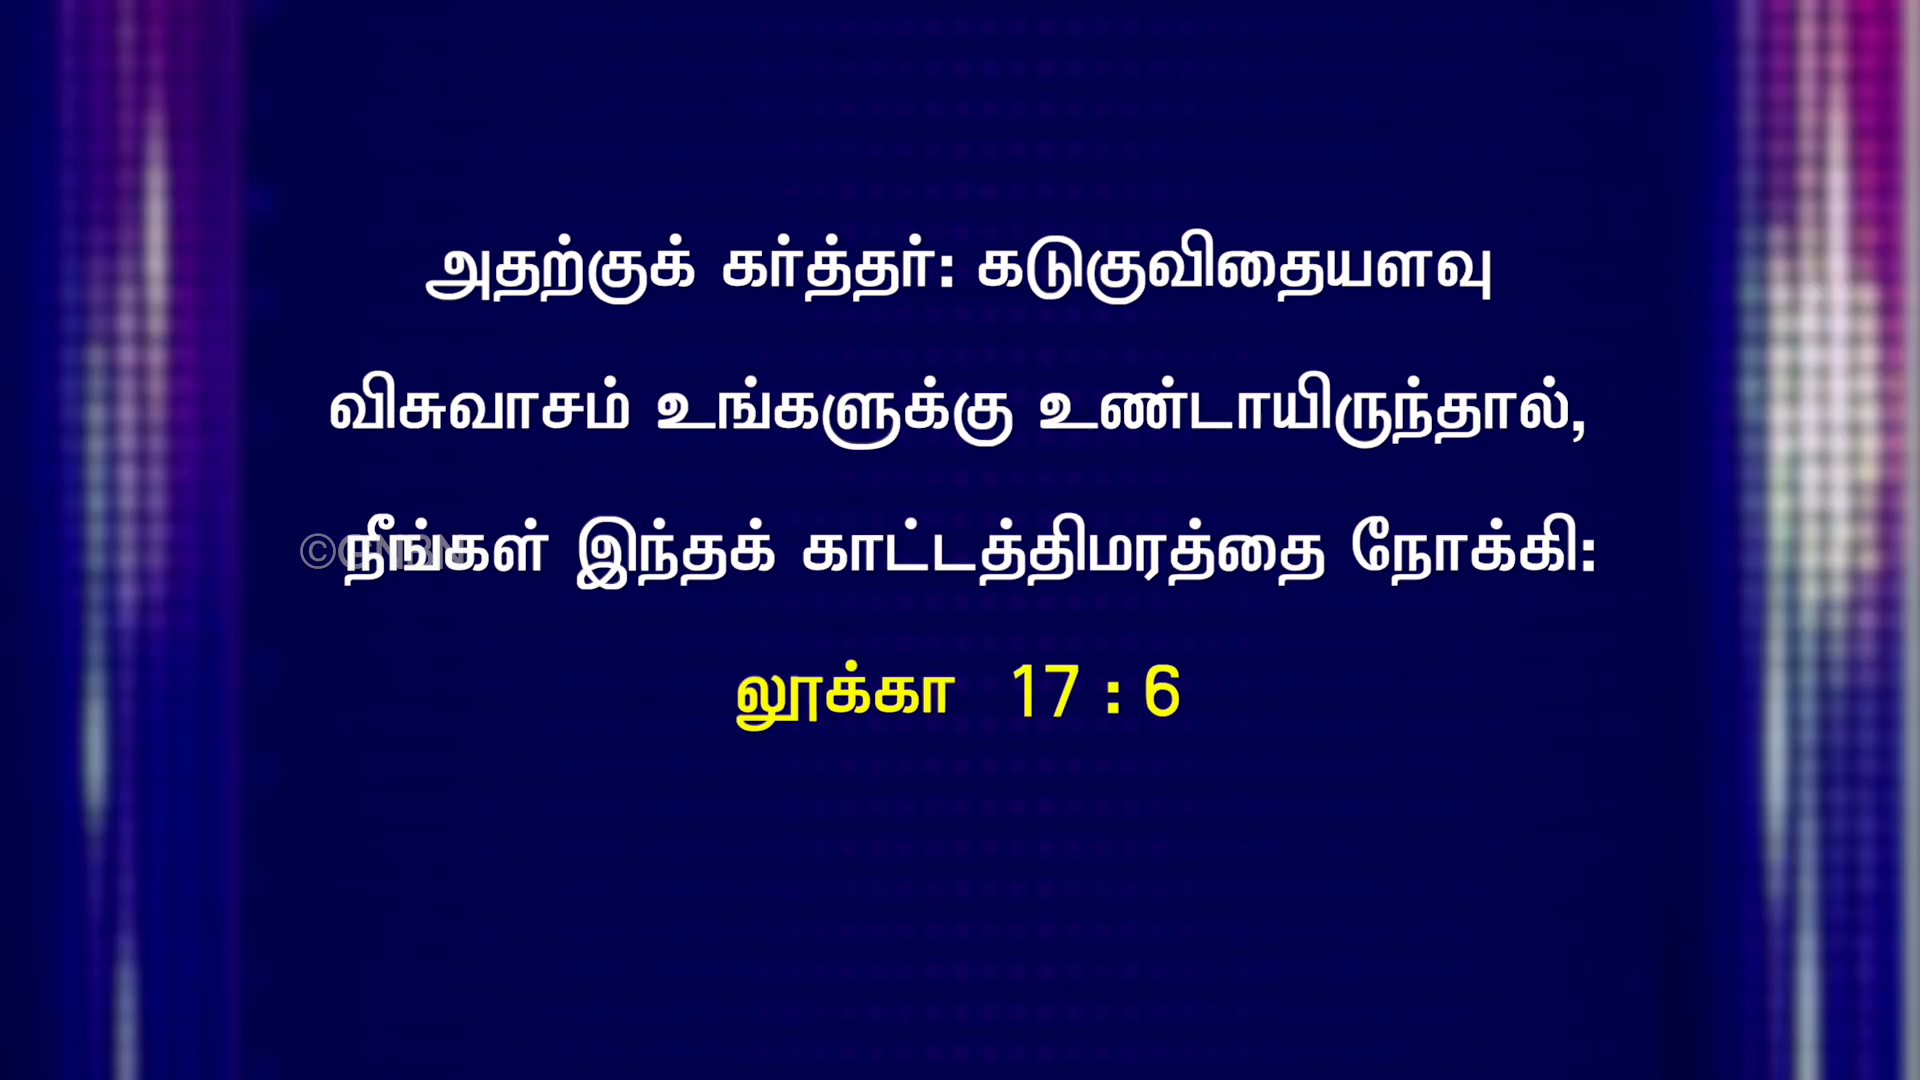 அதற்குக் கர்த்தர்: கடுகுவிதையளவு
விசுவாசம் உங்களுக்கு உண்டாயிருந்தால்,
நீங்கள் இந்தக் காட்டத்திமரத்தை நோக்கி:
லூக்கா 17 : 6